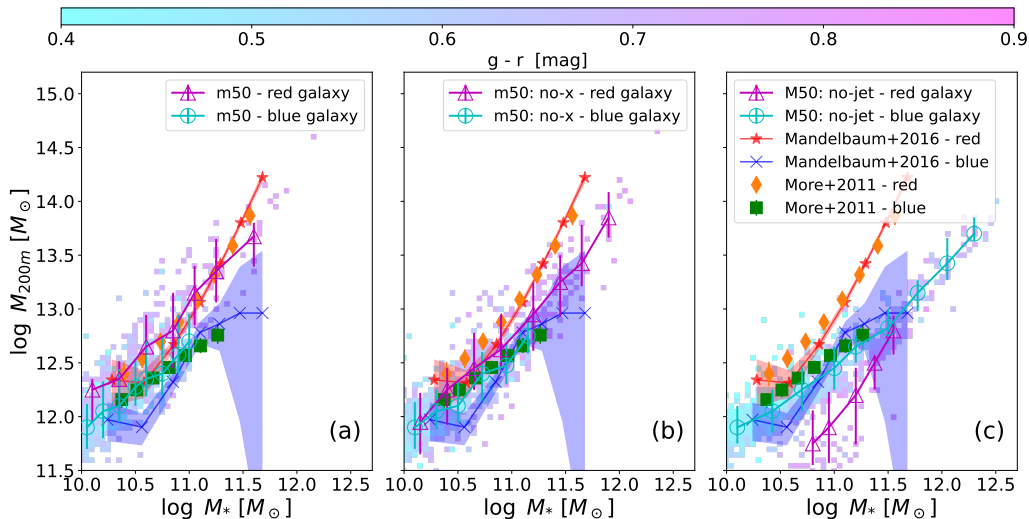 0.4 0.5 0.6 0.7 0.8 0.9
g - r [mag]
m50 - red galaxy
m50 - blue galaxy
m50: no-x - red galaxy
m50: no-x - blue galaxy
M50: no-jet - red galaxy
M50: no-jet - blue galaxy
Mandelbaum+2016 - red
Mandelbaum+2016 - blue
More+2011 - red
More+2011 - blue
log M200m [M⊙]
15.0
14.5
14.0
13.5
13.0
12.5
12.0
11.5
(a) (b) (c)
10.0 10.5 11.0 11.5 12.0 12.5
10.0 10.5 11.0 11.5 12.0 12.5
10.0 10.5 11.0 11.5 12.0 12.5
log M* [M⊙]
log M* [M⊙]
log M* [M⊙]